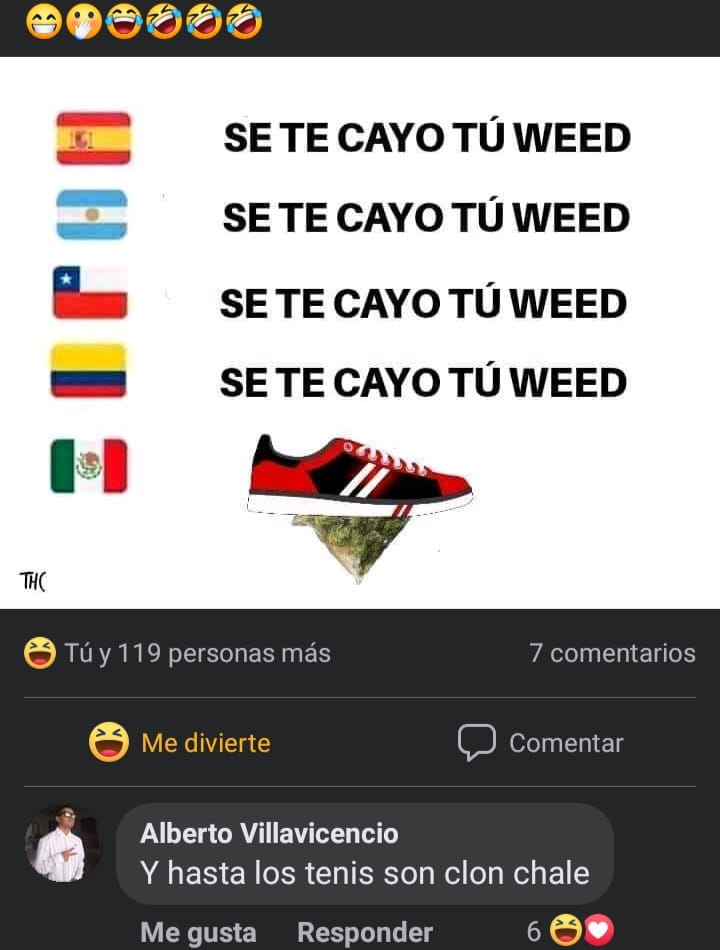 SE TE CAYO TÚ WEED
SE TE CAYO TÚ WEED
SE TE CAYO TÚ WEED
SE TE CAYO TÚ WEED
THC
Tú y 119 personas más
7 comentarios
Me divierte
Comentar
Alberto Villavicencio
Y hasta los tenis son clon chale
Me gusta
Responder
6